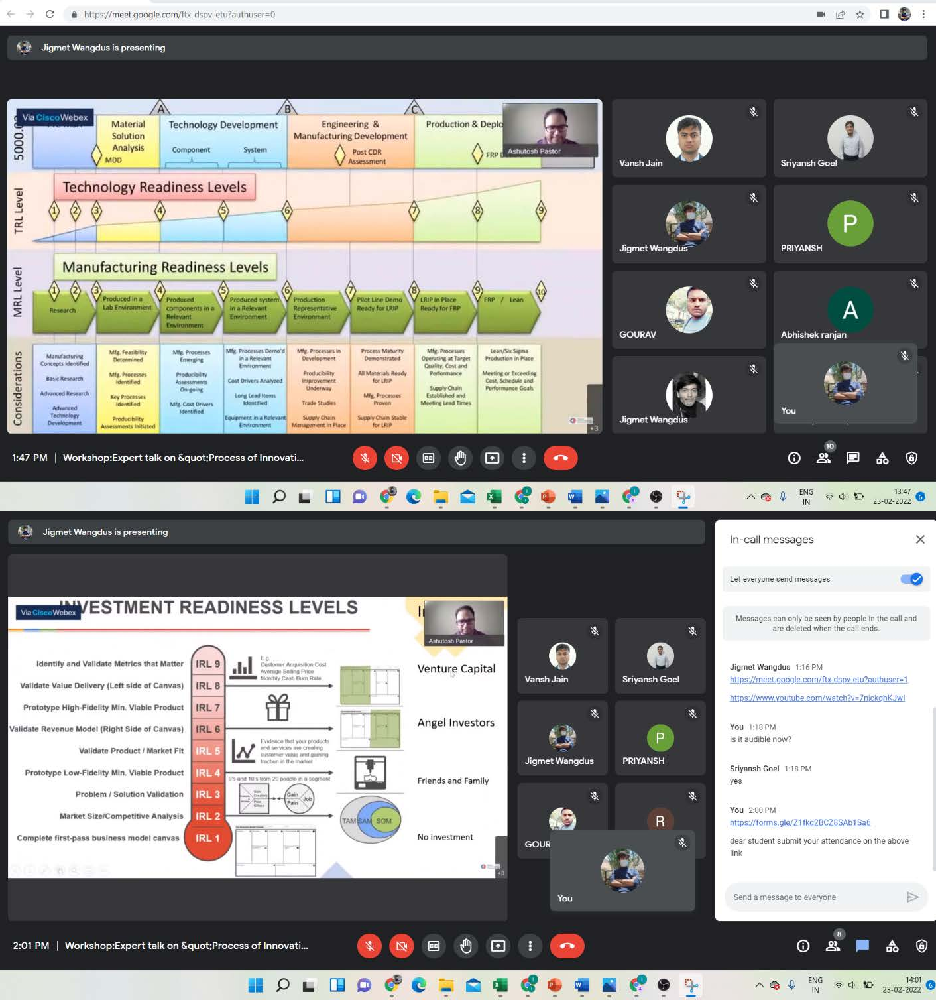 https://meet.google.com/ftx-dspv-etu?authuser=0
Jigmet Wangdus is presenting
Via CiscoWebex
A
B
C
Material
Solution
Analysis
MDD
Technology Development
Component
System
Engineering &
Manufacturing Development
Post CDR
Assessment
Production & Deplo
FRP D
Ashutosh Pastor
TRL Level
Technology Readiness Levels
1 2 3 4 5 6 7 8 9
MRL Level
Manufacturing Readiness Levels
1 2 3 4 5 6 7 8 9 10
Research
Produced in a
Lab Environment
Produced
components in a
Relevant
Environment
Produced system
in a Relevant
Environment
Production
Representative
Environment
Pilot Line Demo
Ready for LRIP
LRIP in Place
Ready for FRP
FRP / Lean
Considerations
Manufacturing
Concepts Identified
Basic Research
Advanced Research
Advanced
Technology
Development
Mfg. Feasibility
Determined
Mfg. Processes
Identified
Key Processes
Identified
Producibility
Assessments Initiated
Mfg. Processes
Emerging
Producibility
Assessments
On-going
Mfg. Cost Drivers
Identified
Mfg. Processes Demo'd
in a Relevant
Environment
Cost Drivers Analyzed
Long Lead Items
Identified
Equipment in a Relevant
Environment
Mfg. Processes in
Development
Producibility
Improvement
Underway
Trade Studies
Supply Chain
Management in Place
Process Maturity
Demonstrated
All Materials Ready
for LRIP
Mfg. Processes
Proven
Supply Chain Stable
for LRIP
Mfg. Processes
Operating at Target
Quality, Cost and
Performance
Supply Chain
Established and
Meeting Lead Times
Lean/Six Sigma
Production in Place
Meeting or Exceeding
Cost, Schedule and
Performance Goals
+3
Vansh Jain
Sriyansh Goel
Jigmet Wangdus
P
PRIYANSH
GOURAV
A
Abhishek ranjan
Jigmet Wangdus
You
1:47 PM | Workshop:Expert talk on &quot;Process of Innovati...
10
ENG
IN
13:47
23-02-2022
6
Jigmet Wangdus is presenting
Via CiscoWebex
INVESTMENT READINESS LEVELS
Ashutosh Pastor
Identify and Validate Metrics that Matter IRL 9
Validate Value Delivery (Left side of Canvas) IRL 8
Prototype High-Fidelity Min. Viable Product IRL 7
Validate Revenue Model (Right Side of Canvas) IRL 6
Validate Product / Market Fit IRL 5
Prototype Low-Fidelity Min. Viable Product IRL 4
Problem / Solution Validation IRL 3
Market Size/Competitive Analysis IRL 2
Complete first-pass business model canvas IRL 1
E.g.
Customer Acquisition Cost
Average Selling Price
Monthly Cash Burn Rate
Evidence that your products
and services are creating
customer value and gaining
traction in the market
9's and 10's from 20 people in a segment
Gain
Pain
Job
TAM SAM SOM
Venture Capital
Angel Investors
Friends and Family
No investment
+3
Vansh Jain
Sriyansh Goel
Jigmet Wangdus
P
PRIYANSH
GOUR
R
You
In-call messages
Let everyone send messages
Messages can only be seen by people in the call and
are deleted when the call ends.
Jigmet Wangdus 1:16 PM
https://meet.google.com/ftx-dspv-etu?authuser=1
https://www.youtube.com/watch?v=7njckqhKJwI
You 1:18 PM
is it audible now?
Sriyansh Goel 1:18 PM
yes
You 2:00 PM
https://forms.gle/Z1fkd2BCZ8SAb1Sa6
dear student submit your attendance on the above
link
Send a message to everyone
2:01 PM | Workshop:Expert talk on &quot;Process of Innovati...
8
ENG
IN
14:01
23-02-2022
6